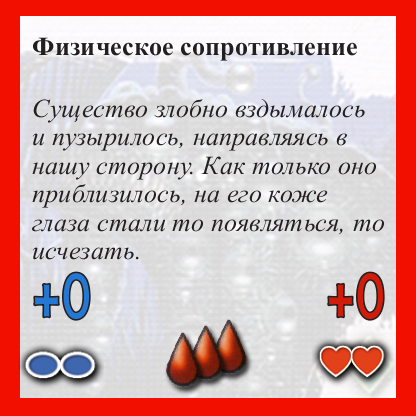 Физическое сопротивление
Существо злобно вздымалось
и пузырилось, направляясь в
нашу сторону. Как только оно
приблизилось, на его коже
глаза стали то появляться, то
исчезать.
+0 +0